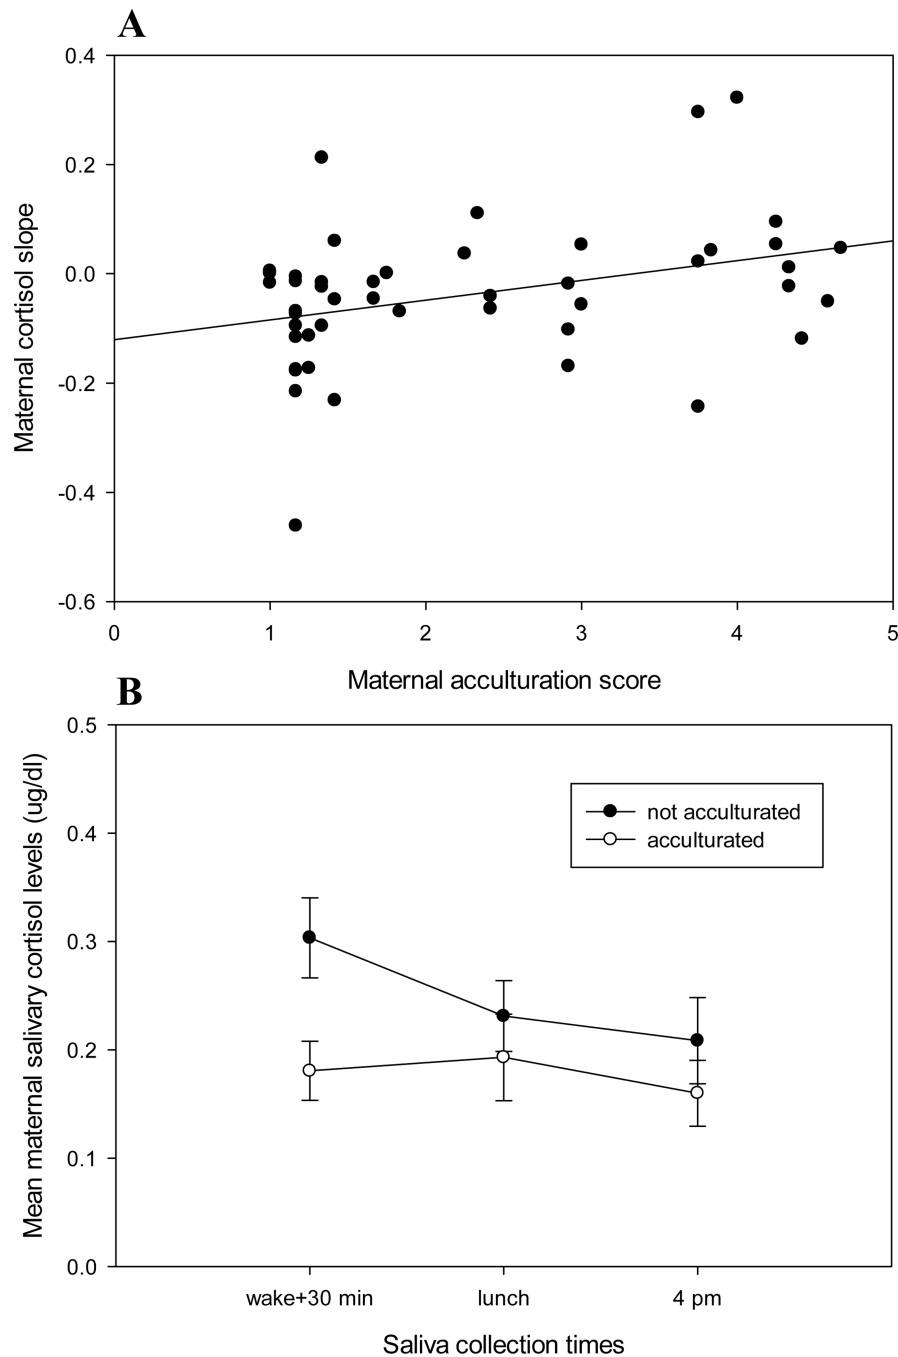 A
0.4
0.2
0.0
-0.2
-0.4
-0.6
Maternal cortisol slope
0 1 2 3 4 5
Maternal acculturation score
B
0.5
0.4
0.3
0.2
0.1
0.0
Mean maternal salivary cortisol levels (ug/dl)
not acculturated
acculturated
wake+30 min lunch 4 pm
Saliva collection times